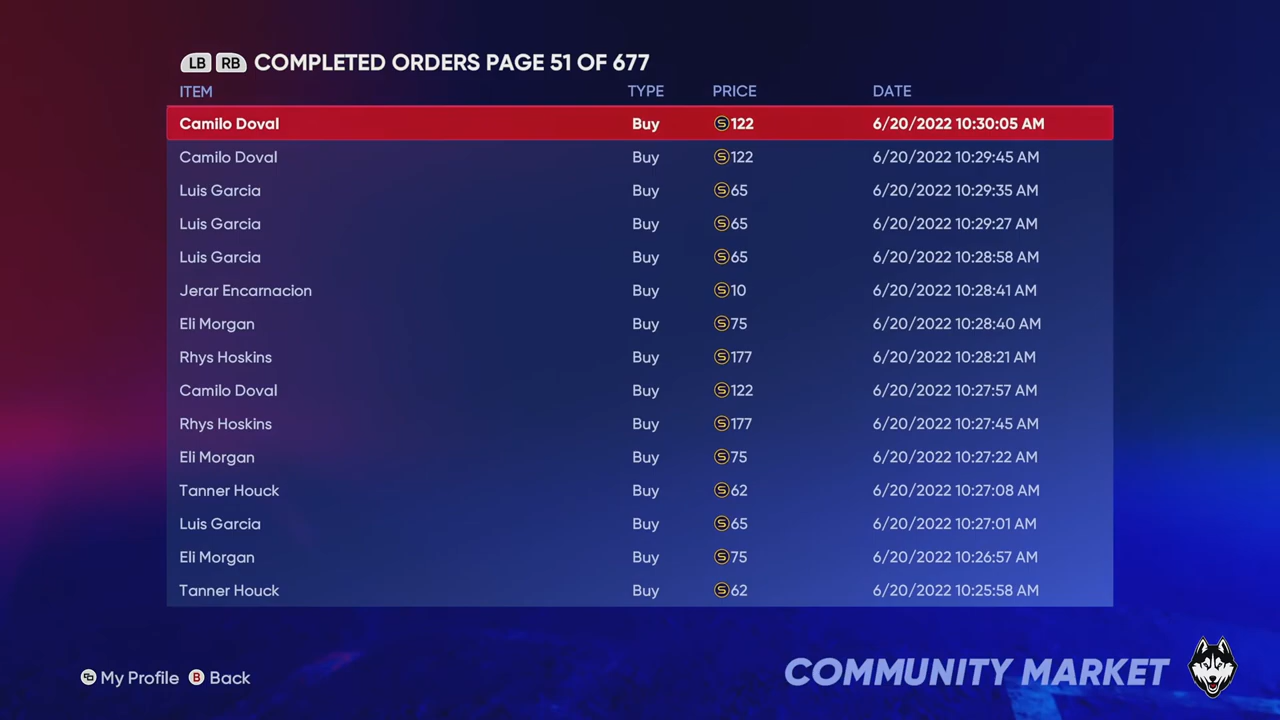 LB RB COMPLETED ORDERS PAGE 51 OF 677
ITEM TYPE PRICE DATE
Camilo Doval Buy S 122 6/20/2022 10:30:05 AM
Camilo Doval Buy S 122 6/20/2022 10:29:45 AM
Luis Garcia Buy S 65 6/20/2022 10:29:35 AM
Luis Garcia Buy S 65 6/20/2022 10:29:27 AM
Luis Garcia Buy S 65 6/20/2022 10:28:58 AM
Jerar Encarnacion Buy S 10 6/20/2022 10:28:41 AM
Eli Morgan Buy S 75 6/20/2022 10:28:40 AM
Rhys Hoskins Buy S 177 6/20/2022 10:28:21 AM
Camilo Doval Buy S 122 6/20/2022 10:27:57 AM
Rhys Hoskins Buy S 177 6/20/2022 10:27:45 AM
Eli Morgan Buy S 75 6/20/2022 10:27:22 AM
Tanner Houck Buy S 62 6/20/2022 10:27:08 AM
Luis Garcia Buy S 65 6/20/2022 10:27:01 AM
Eli Morgan Buy S 75 6/20/2022 10:26:57 AM
Tanner Houck Buy S 62 6/20/2022 10:25:58 AM
My Profile B Back
COMMUNITY MARKET